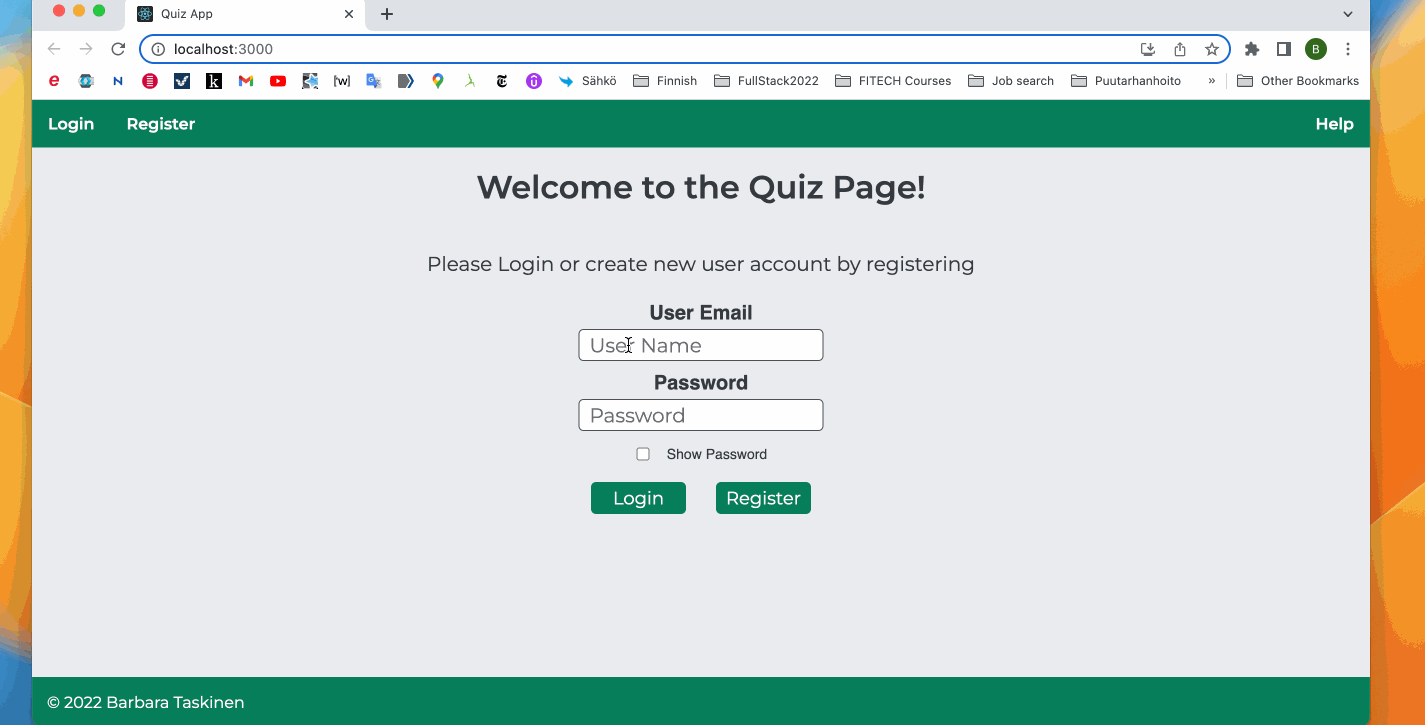 Quiz App
localhost:3000
B
e N k [w] Sähkö Finnish FullStack2022 FITECH Courses Job search Puutarhanhoito » Other Bookmarks
Login Register Help
Welcome to the Quiz Page!
Please Login or create new user account by registering
User Email
User Name
Password
Password
Show Password
Login Register
© 2022 Barbara Taskinen